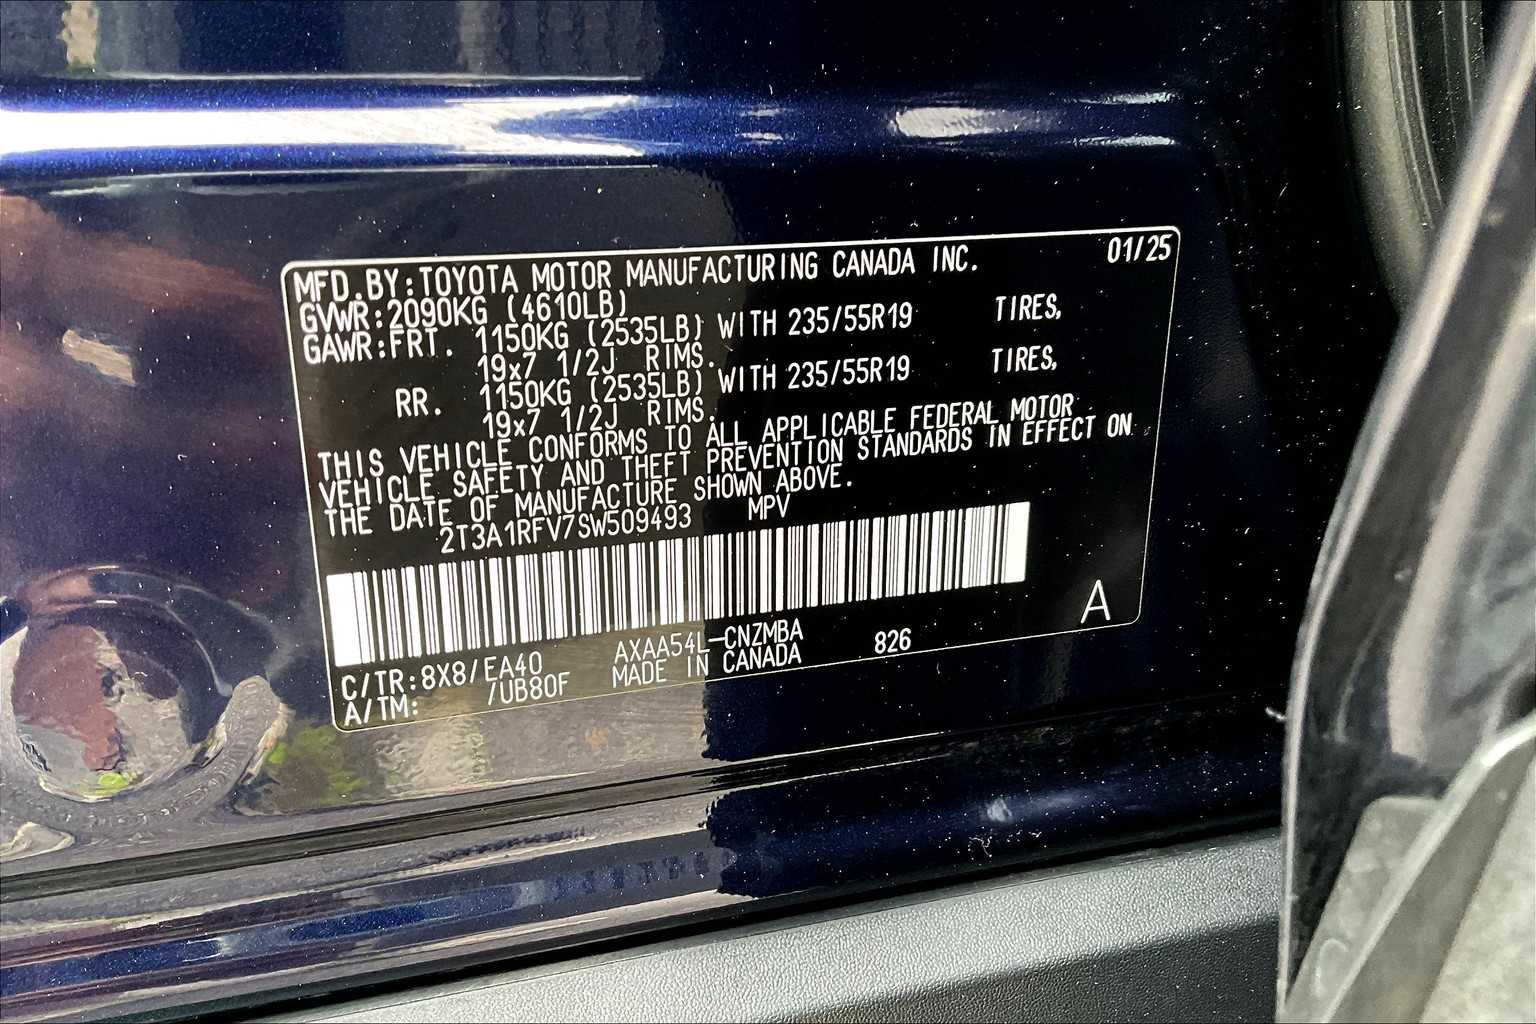 MFD.BY:TOYOTA MOTOR MANUFACTURING CANADA INC. 01/25
GVWR:2090KG (4610LB)
GAWR:FRT. 1150KG (2535LB) WITH 235/55R19 TIRES,
19x7 1/2J RIMS.
RR. 1150KG (2535LB) WITH 235/55R19 TIRES,
19x7 1/2J RIMS.
THIS VEHICLE CONFORMS TO ALL APPLICABLE FEDERAL MOTOR
VEHICLE SAFETY AND THEFT PREVENTION STANDARDS IN EFFECT ON
THE DATE OF MANUFACTURE SHOWN ABOVE.
2T3A1RFV7SW509493 MPV
A
C/TR:8X8/EA40 AXAA54L-CNZMBA 826
A/TM: /UB80F MADE IN CANADA